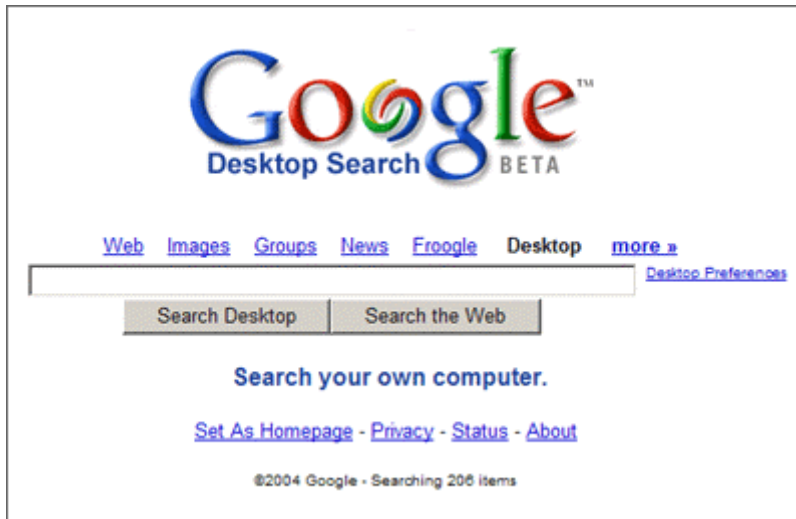 Google™
Desktop Search BETA
Web Images Groups News Froogle Desktop more »
Desktop Preferences
Search Desktop Search the Web
Search your own computer.
Set As Homepage - Privacy - Status - About
©2004 Google - Searching 206 items